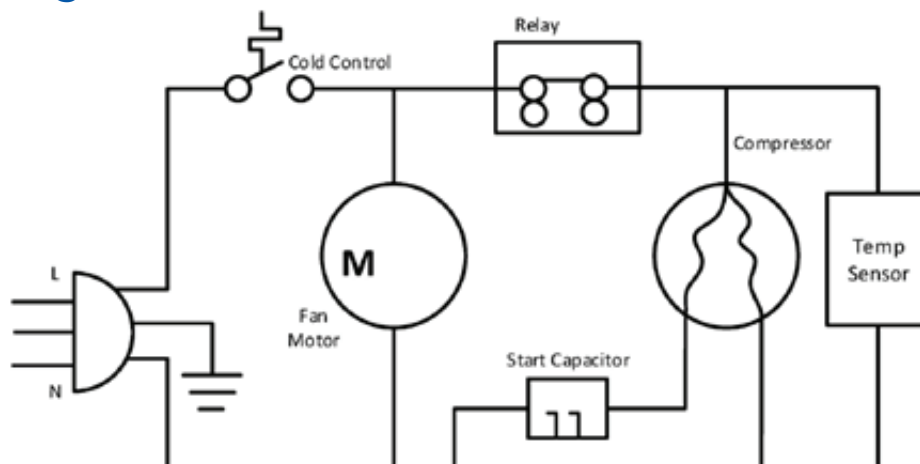 Relay
Cold Control
Compressor
L
M
Temp
Sensor
Fan
Motor
Start Capacitor
N